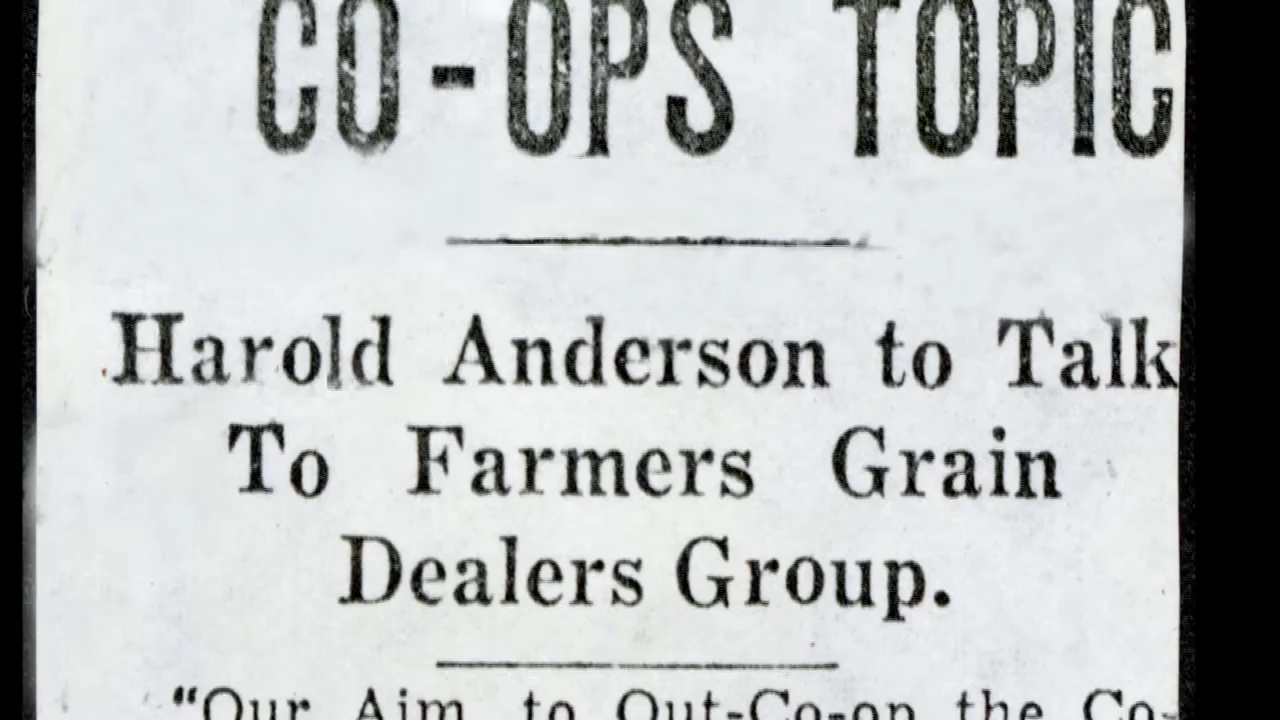 CO-OPS TOPIC
Harold Anderson to Talk
To Farmers Grain
Dealers Group.
"Our Aim to Out-Co-op the Co-